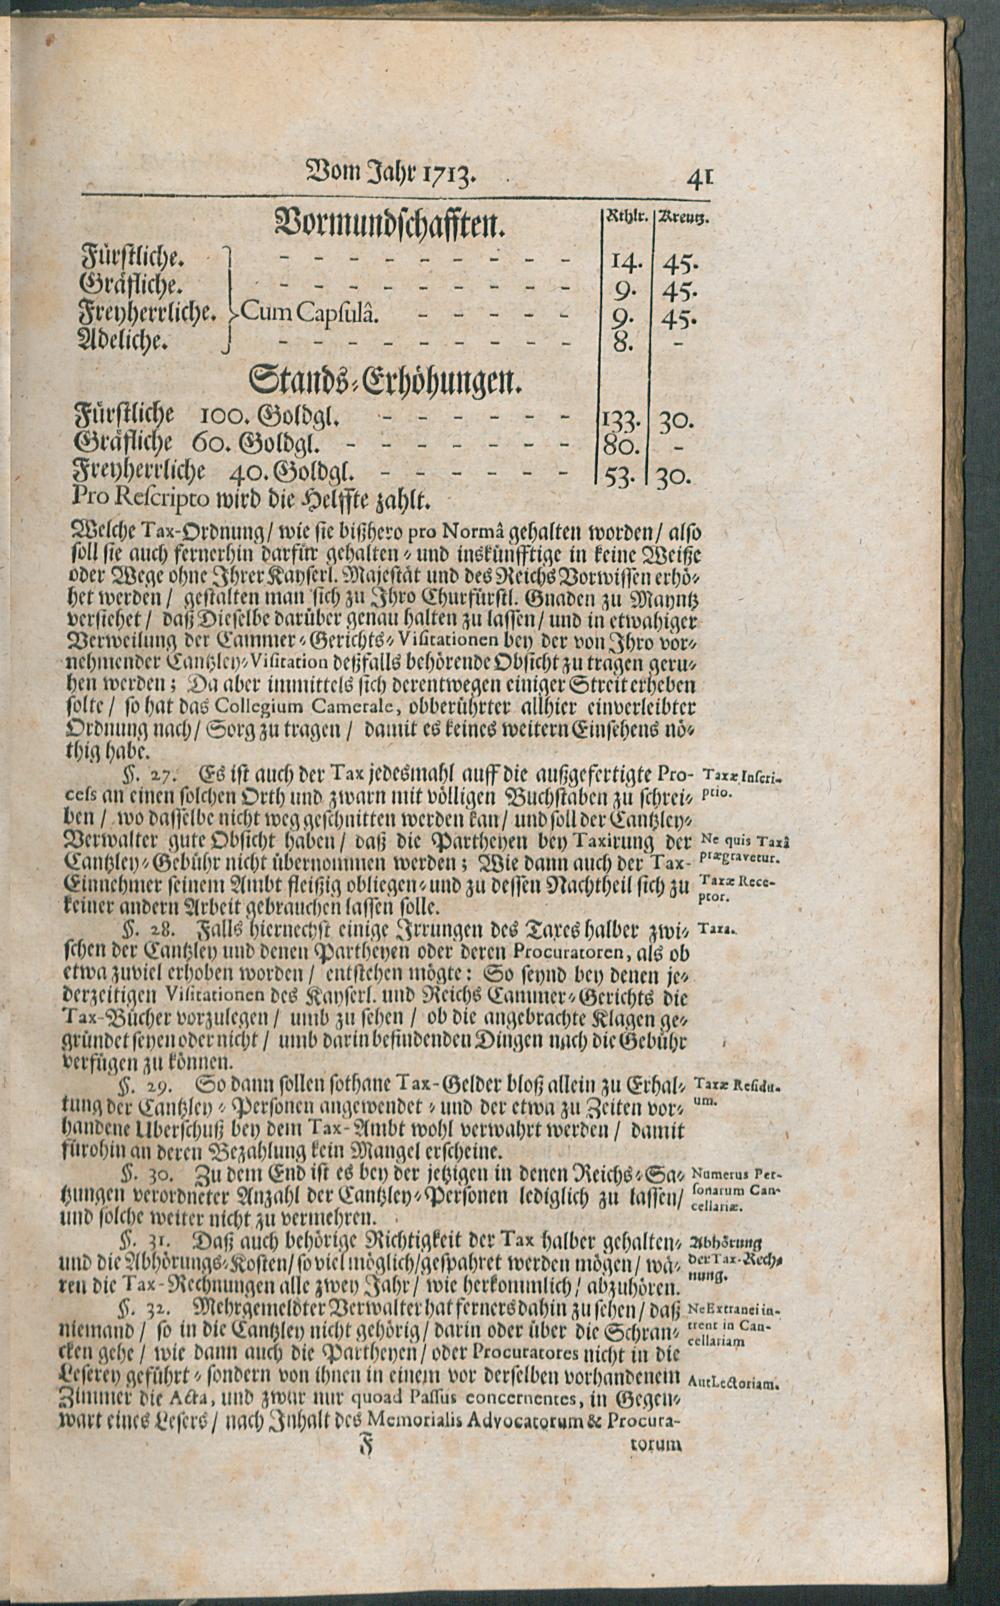 Vom Jahr 1713. 41
Vormundschafften. Rthlr. Kreutz.
Fürstliche. - - - - - - - - - 14. 45.
Gräfliche. - - - - - - - - - 9. 45.
Freyherrliche. Cum Capsulâ. - - - - - 9. 45.
Adeliche. - - - - - - - - - 8. -
Stands-Erhöhungen.
Fürstliche 100. Goldgl. - - - - - - 133. 30.
Gräfliche 60. Goldgl. - - - - - - - 80. -
Freyherrliche 40. Goldgl. - - - - - - 53. 30.
Pro Rescripto wird die Helffte zahlt.
Welche Tax-Ordnung/ wie sie bißhero pro Normâ gehalten worden/ also
soll sie auch fernerhin darfür gehalten- und inskünfftige in keine Weiße
oder Wege ohne Ihrer Kayserl. Majestät und des Reichs Vorwissen erhö-
het werden/ gestalten man sich zu Ihro Churfürstl. Gnaden zu Mayntz
versiehet/ daß Dieselbe darüber genau halten zu lassen/ und in etwahiger
Verweilung der Cammer-Gerichts-Visitationen bey der von Ihro vor-
nehmender Cantzley-Visitation deßfalls behörende Obsicht zu tragen geru-
hen werden; Da aber immittels sich derentwegen einiger Streit erheben
solte/ so hat das Collegium Camerale, obberührter allhier einverleibter
Ordnung nach/ Sorg zu tragen/ damit es keines weitern Einsehens nö-
thig habe.
§. 27. Es ist auch der Tax jedesmahl auff die außgefertigte Pro-
cess an einen solchen Orth und zwarn mit völligen Buchstaben zu schrei-
ben/ wo dasselbe nicht weg geschnitten werden kan/ und soll der Cantzley-
Verwalter gute Obsicht haben/ daß die Partheyen bey Taxirung der
Cantzley-Gebühr nicht übernommen werden; Wie dann auch der Tax-
Einnehmer seinem Ambt fleißig obliegen- und zu dessen Nachtheil sich zu
keiner andern Arbeit gebrauchen lassen solle.
Taxæ Inscri-
ptio.
Ne quis Taxâ
prægravetur.
Taxæ Rece-
ptor.
§. 28. Falls hiernechst einige Irrungen des Taxes halber zwi-
schen der Cantzley und denen Partheyen oder deren Procuratoren, als ob
etwa zuviel erhoben worden/ entstehen mögte: So seynd bey denen je-
derzeitigen Visitationen des Kayserl. und Reichs Cammer-Gerichts die
Tax-Bücher vorzulegen/ umb zu sehen/ ob die angebrachte Klagen ge-
gründet seyen oder nicht/ umb darin befindenden Dingen nach die Gebühr
verfügen zu können.
Taxa.
§. 29. So dann sollen sothane Tax-Gelder bloß allein zu Erhal-
tung der Cantzley-Personen angewendet- und der etwa zu Zeiten vor-
handene Uberschuß bey dem Tax-Ambt wohl verwahrt werden/ damit
fürohin an deren Bezahlung kein Mangel erscheine.
Taxæ Residu-
um.
§. 30. Zu dem End ist es bey der jetzigen in denen Reichs-Sa-
tzungen verordneter Anzahl der Cantzley-Personen lediglich zu lassen/
und solche weiter nicht zu vermehren.
Numerus Per-
sonarum Can-
cellariæ.
§. 31. Daß auch behörige Richtigkeit der Tax halber gehalten-
und die Abhörungs-Kosten/ so viel möglich/ gespahret werden mögen/ wä-
ren die Tax-Rechnungen alle zwey Jahr/ wie herkommlich/ abzuhören.
Abhörung
der Tax-Rech-
nung.
§. 32. Mehrgemeldter Verwalter hat ferners dahin zu sehen/ daß
niemand/ so in die Cantzley nicht gehörig/ darin oder über die Schran-
cken gehe/ wie dann auch die Partheyen/ oder Procuratores nicht in die
Leserey geführt- sondern von ihnen in einem vor derselben vorhandenem
Zimmer die Acta, und zwar nur quoad Passus concernentes, in Gegen-
wart eines Lesers/ nach Inhalt des Memorialis Advocatorum & Procura-
Ne Extranei in-
trent in Can-
cellariam
Aut Lectoriam.
F torum